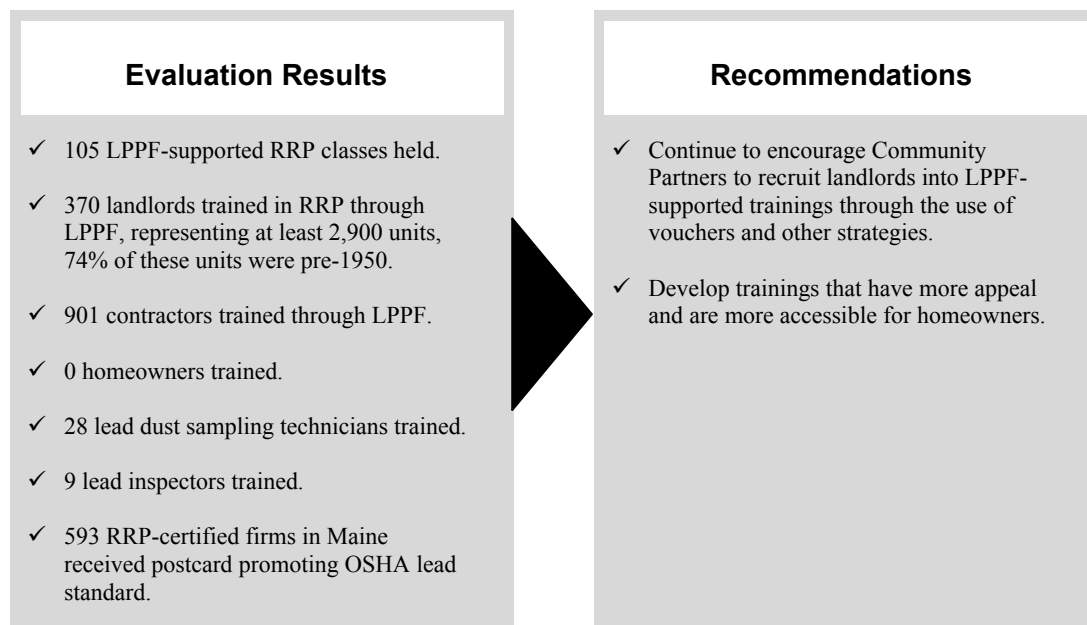 Evaluation Results
✓ 105 LPPF-supported RRP classes held.
✓ 370 landlords trained in RRP through
LPPF, representing at least 2,900 units,
74% of these units were pre-1950.
✓ 901 contractors trained through LPPF.
✓ 0 homeowners trained.
✓ 28 lead dust sampling technicians trained.
✓ 9 lead inspectors trained.
✓ 593 RRP-certified firms in Maine
received postcard promoting OSHA lead
standard.
Recommendations
✓ Continue to encourage Community
Partners to recruit landlords into LPPF-
supported trainings through the use of
vouchers and other strategies.
✓ Develop trainings that have more appeal
and are more accessible for homeowners.